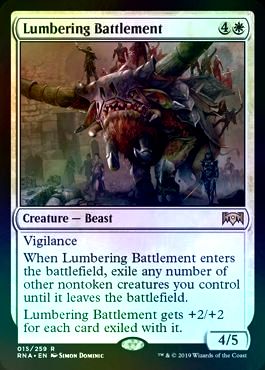 Lumbering Battlement 4
Creature — Beast
Vigilance
When Lumbering Battlement enters
the battlefield, exile any number of
other nontoken creatures you control
until it leaves the battlefield.
Lumbering Battlement gets +2/+2
for each card exiled with it.
4/5
015/259 R
RNA • EN SIMON DOMINIC
™ & © 2019 Wizards of the Coast